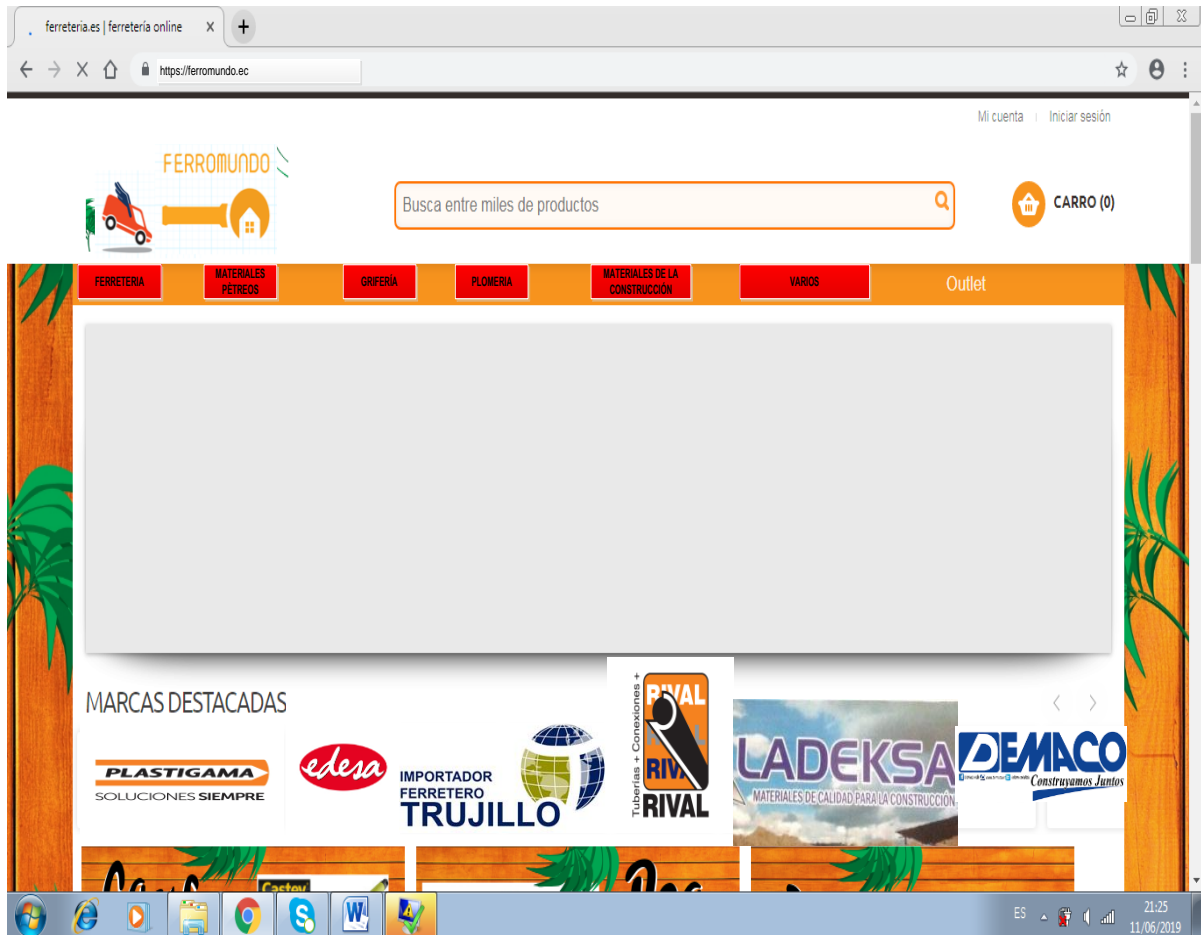 ferreteria.es | ferretería online
https://ferromundo.ec
Mi cuenta
Iniciar sesión
FERROMUNDO
Busca entre miles de productos
CARRO (0)
FERRETERIA
MATERIALES
PÉTREOS
GRIFERÍA
PLOMERIA
MATERIALES DE LA
CONSTRUCCIÓN
VARIOS
Outlet
MARCAS DESTACADAS
PLASTIGAMA
SOLUCIONES SIEMPRE
edesa
IMPORTADOR
FERRETERO
TRUJILLO
Tuberías + Conexiones +
RIVAL
RIVAL
LADEKSA
MATERIALES DE CALIDAD PARA LA CONSTRUCCIÓN
DEMACO
Construyamos Juntos
Castey
ES
21:25
11/06/2019